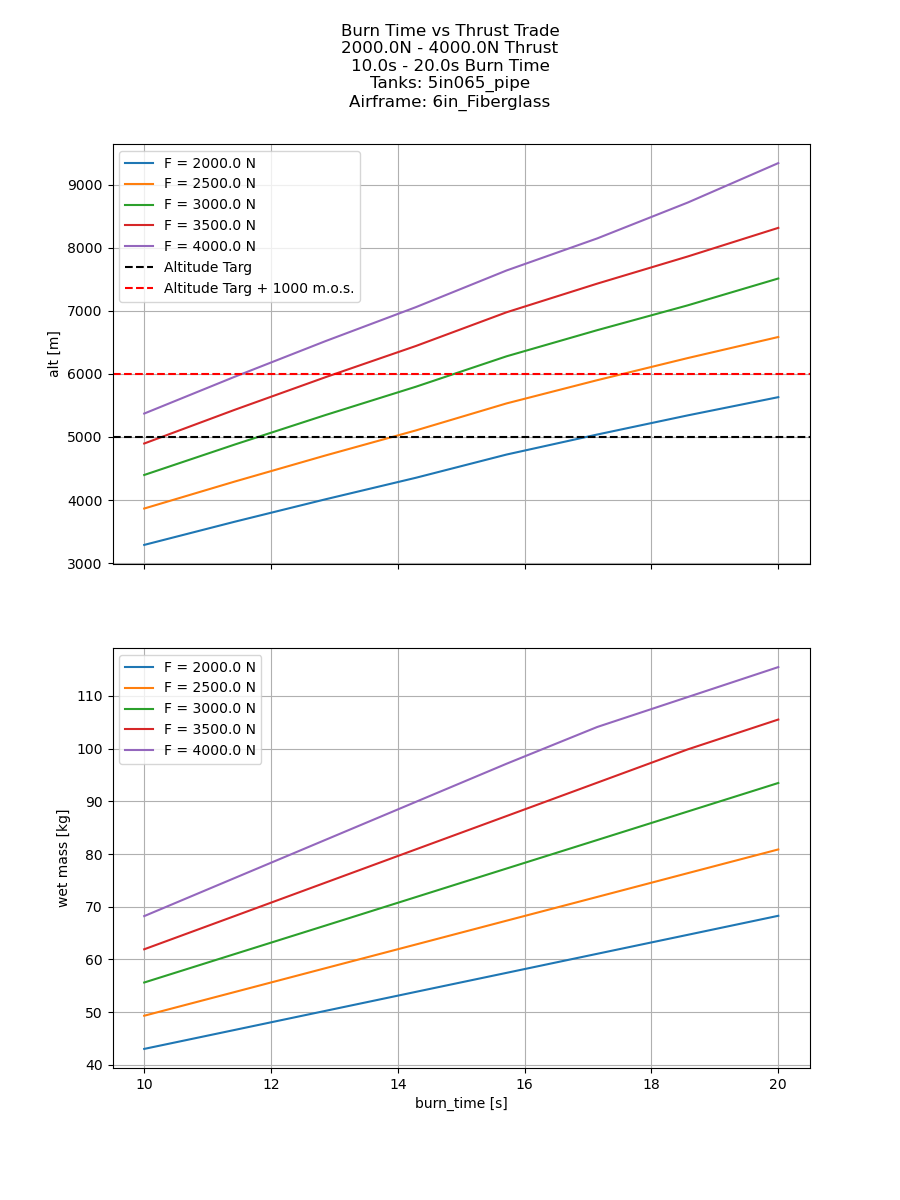 Burn Time vs Thrust Trade
2000.0N - 4000.0N Thrust
10.0s - 20.0s Burn Time
Tanks: 5in065_pipe
Airframe: 6in_Fiberglass
F = 2000.0 N
F = 2500.0 N
F = 3000.0 N
F = 3500.0 N
F = 4000.0 N
Altitude Targ
Altitude Targ + 1000 m.o.s.
9000
8000
7000
6000
5000
4000
3000
alt [m]
F = 2000.0 N
F = 2500.0 N
F = 3000.0 N
F = 3500.0 N
F = 4000.0 N
110
100
90
80
70
60
50
40
wet mass [kg]
10 12 14 16 18 20
burn_time [s]